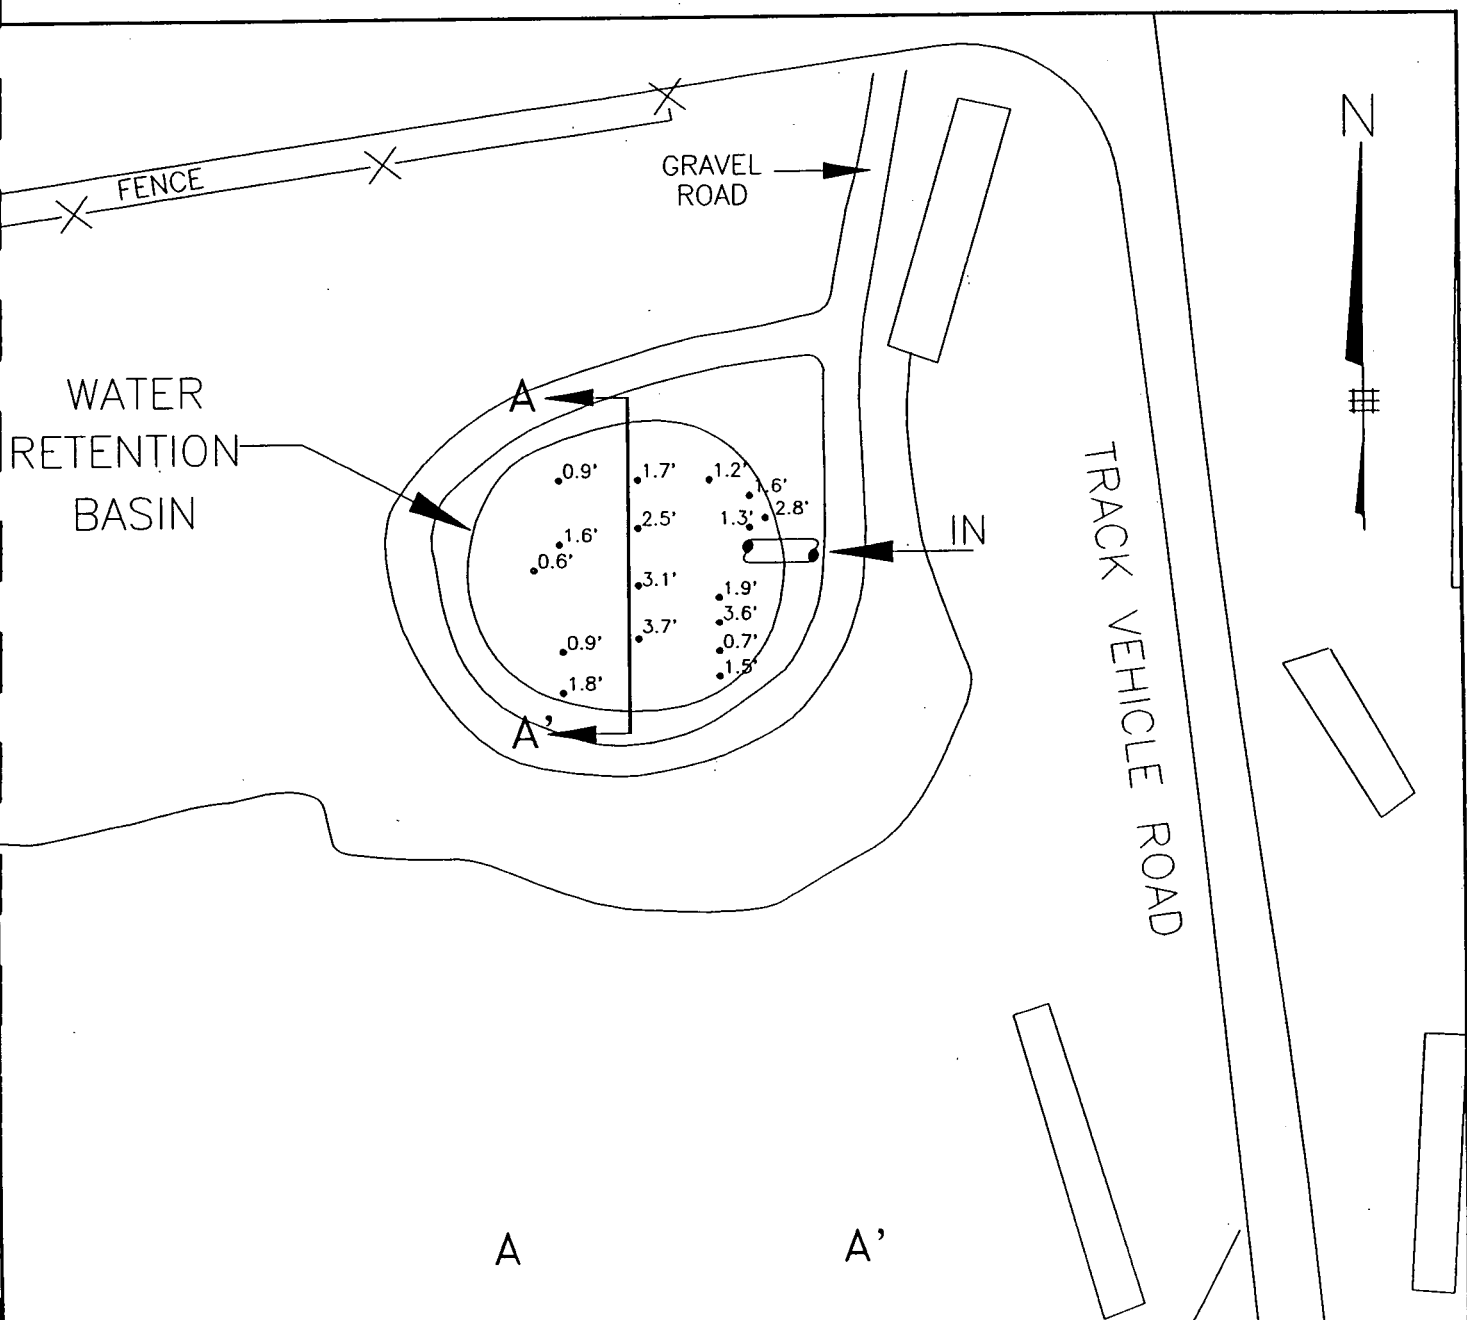 N
GRAVEL
ROAD
FENCE
WATER
RETENTION
BASIN
A
0.9'
1.7'
1.2'
1.6'
2.8'
1.3'
2.5'
1.6'
0.6'
IN
3.1'
1.9'
3.6'
3.7'
0.7'
0.9'
1.5'
1.8'
A'
TRACK VEHICLE ROAD
A
A'